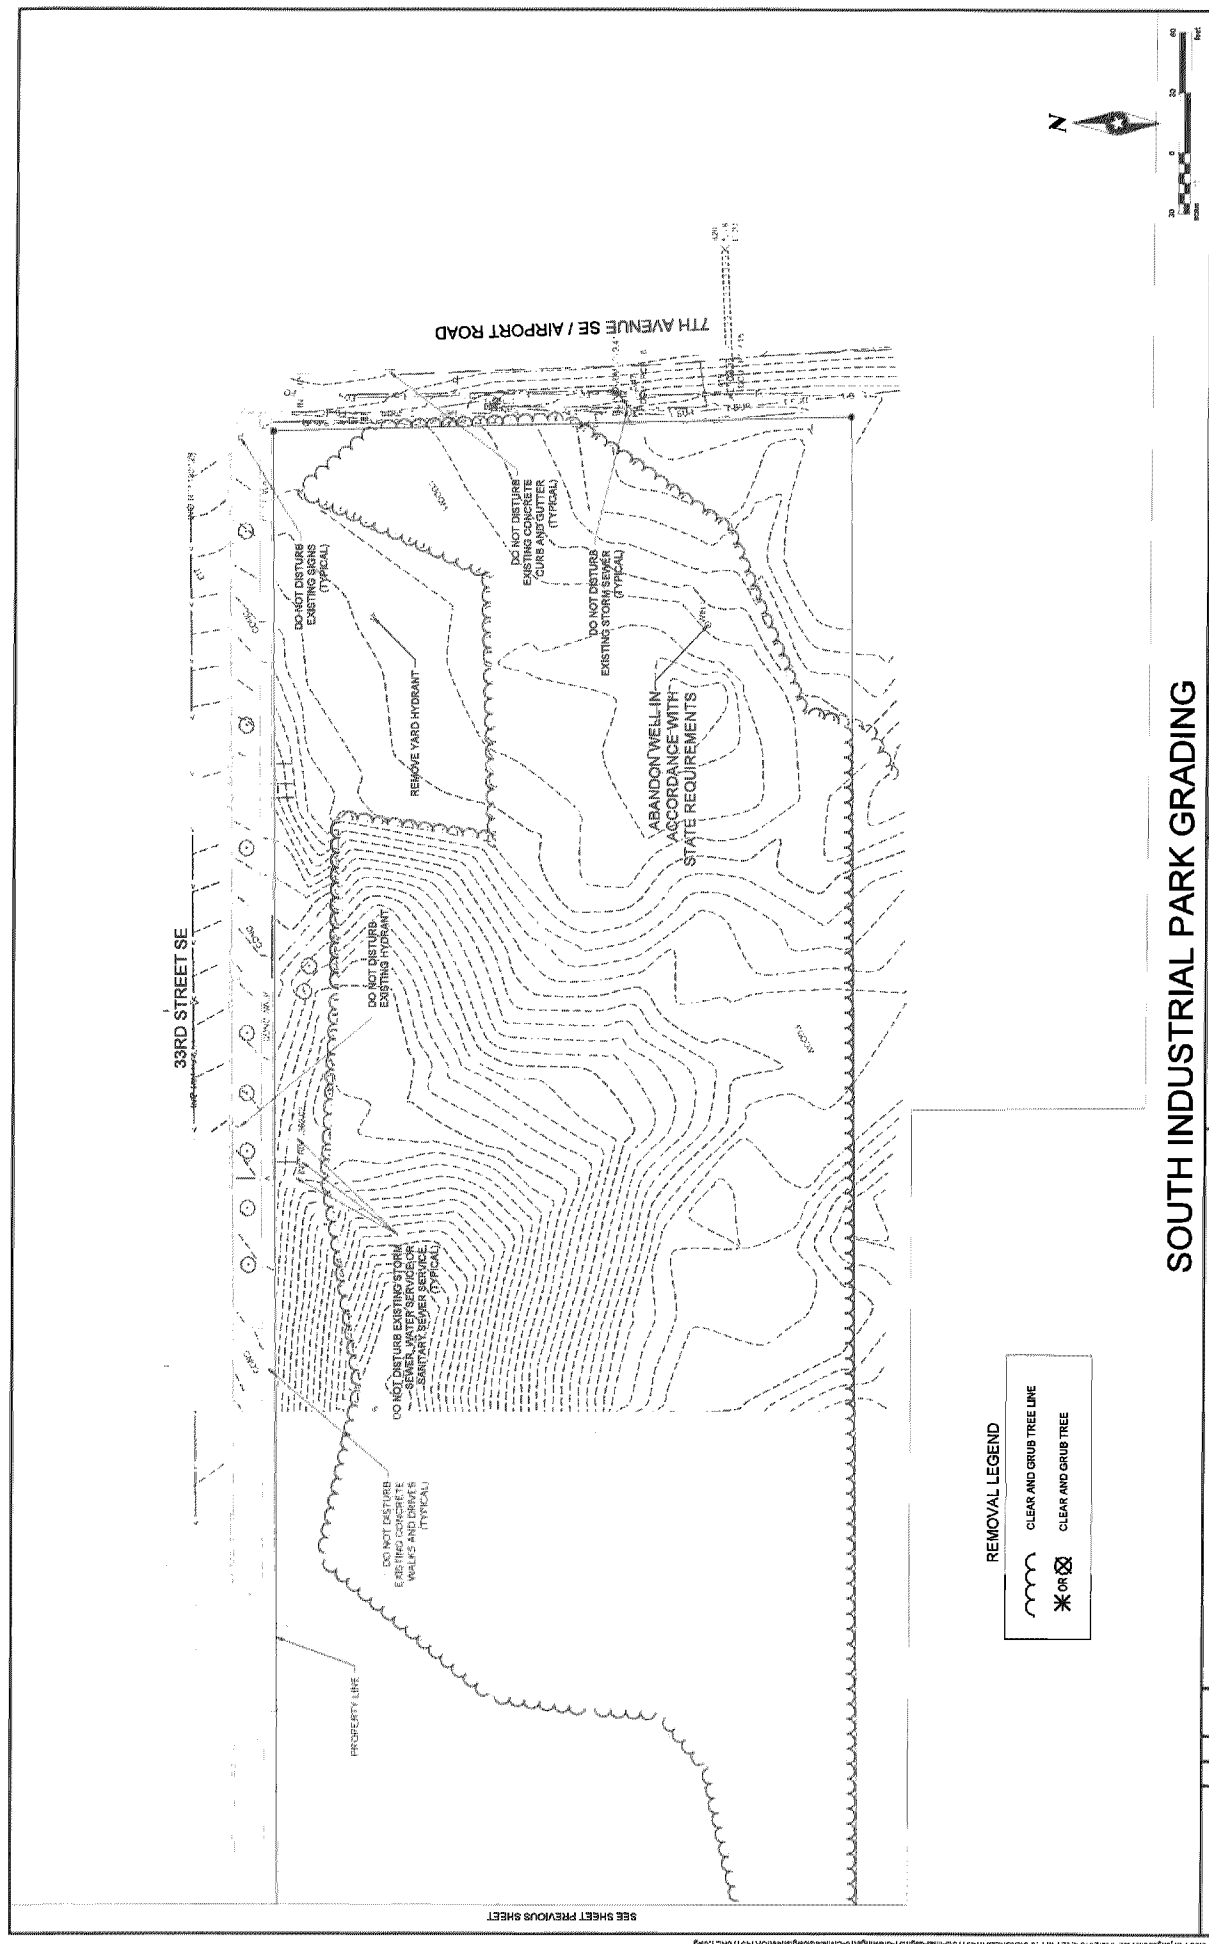 33RD STREET SE
7TH AVENUE SE / AIRPORT ROAD
N
DO NOT DISTURB
EXISTING SIGNS
(TYPICAL)
REMOVE YARD HYDRANT
DO NOT DISTURB
EXISTING CONCRETE
CURB AND GUTTER
(TYPICAL)
DO NOT DISTURB
EXISTING STORM SEWER
(TYPICAL)
ABANDON WELL IN
ACCORDANCE WITH
STATE REQUIREMENTS
DO NOT DISTURB
EXISTING HYDRANT
DO NOT DISTURB EXISTING STORM
SEWER, WATER SERVICE OR
SANITARY SEWER SERVICE
(TYPICAL)
DO NOT DISTURB
EXISTING CONCRETE
WALKS AND DRIVES
(TYPICAL)
PROPERTY LINE
SEE SHEET PREVIOUS SHEET
REMOVAL LEGEND
CLEAR AND GRUB TREE LINE
OR
CLEAR AND GRUB TREE
SOUTH INDUSTRIAL PARK GRADING